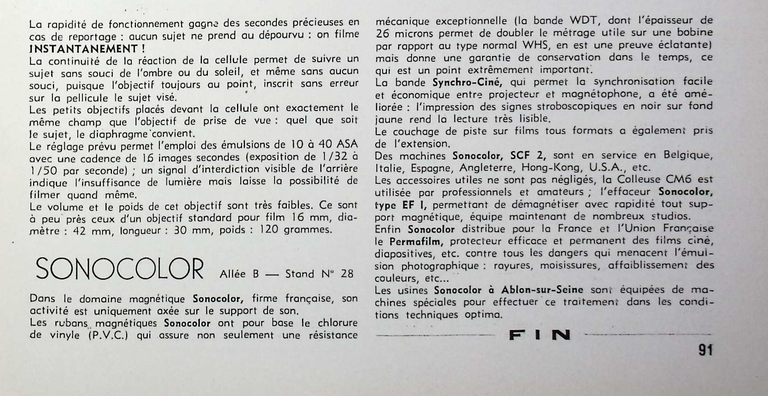 La rapidité de fonctionnement gagne des secondes précieuses en
cas de reportage : aucun sujet ne prend au dépourvu : on filme
INSTANTANEMENT !
La continuité de la réaction de la cellule permet de suivre un
sujet sans souci de l'ombre ou du soleil, et même sans aucun
souci, puisque l'objectif toujours au point, inscrit sans erreur
sur la pellicule le sujet visé.
Les petits objectifs placés devant la cellule ont exactement le
même champ que l'objectif de prise de vue : quel que soit
le sujet, le diaphragme convient.
Le réglage prévu permet l'emploi des émulsions de 10 à 40 ASA
avec une cadence de 16 images secondes (exposition de 1/32 à
1/50 par seconde) ; un signal d'interdiction visible de l'arrière
indique l'insuffisance de lumière mais laisse la possibilité de
filmer quand même.
Le volume et le poids de cet objectif sont très faibles. Ce sont
à peu près ceux d'un objectif standard pour film 16 mm, dia-
mètre : 42 mm, longueur : 30 mm, poids : 120 grammes.
SONOCOLOR Allée B — Stand N° 28
Dans le domaine magnétique Sonocolor, firme française, son
activité est uniquement axée sur le support de son.
Les rubans magnétiques Sonocolor ont pour base le chlorure
de vinyle (P.V.C.) qui assure non seulement une résistance
mécanique exceptionnelle (la bande WDT, dont l'épaisseur de
26 microns permet de doubler le métrage utile sur une bobine
par rapport au type normal WHS, en est une preuve éclatante)
mais donne une garantie de conservation dans le temps, ce
qui est un point extrêmement important.
La bande Synchro-Ciné, qui permet la synchronisation facile
et économique entre projecteur et magnétophone, a été amé-
liorée : l'impression des signes stroboscopiques en noir sur fond
jaune rend la lecture très lisible.
Le couchage de piste sur films tous formats a également pris
de l'extension.
Des machines Sonocolor, SCF 2, sont en service en Belgique,
Italie, Espagne, Angleterre, Hong-Kong, U.S.A., etc.
Les accessoires utiles ne sont pas négligés, la Colleuse CM6 est
utilisée par professionnels et amateurs ; l'effaceur Sonocolor,
type EF I, permettant de démagnétiser avec rapidité tout sup-
port magnétique, équipe maintenant de nombreux studios.
Enfin Sonocolor distribue pour la France et l'Union Française
le Permafilm, protecteur efficace et permanent des films ciné,
diapositives, etc. contre tous les dangers qui menacent l'émul-
sion photographique : rayures, moisissures, affaiblissement des
couleurs, etc...
Les usines Sonocolor à Ablon-sur-Seine sont équipées de ma-
chines spéciales pour effectuer ce traitement dans les condi-
tions techniques optima.
FIN
91